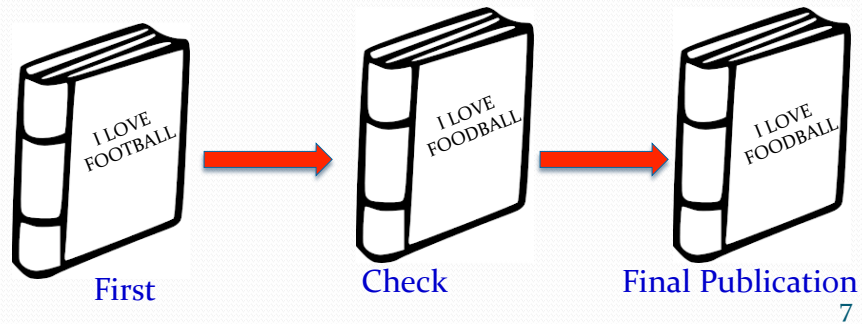 I LOVE
FOOTBALL
I LOVE
FOODBALL
I LOVE
FOODBALL
First
Check
Final Publication
7